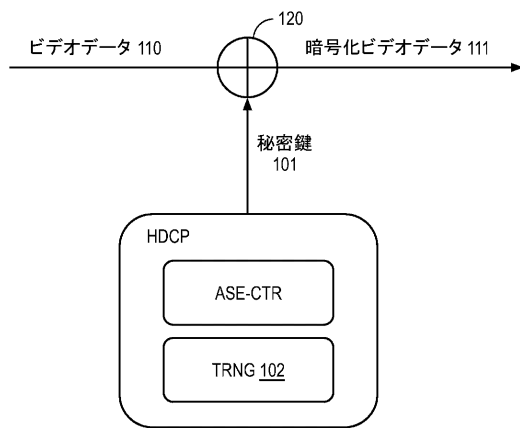 120
ビデオデータ 110
暗号化ビデオデータ 111
秘密鍵
101
HDCP
ASE-CTR
TRNG 102